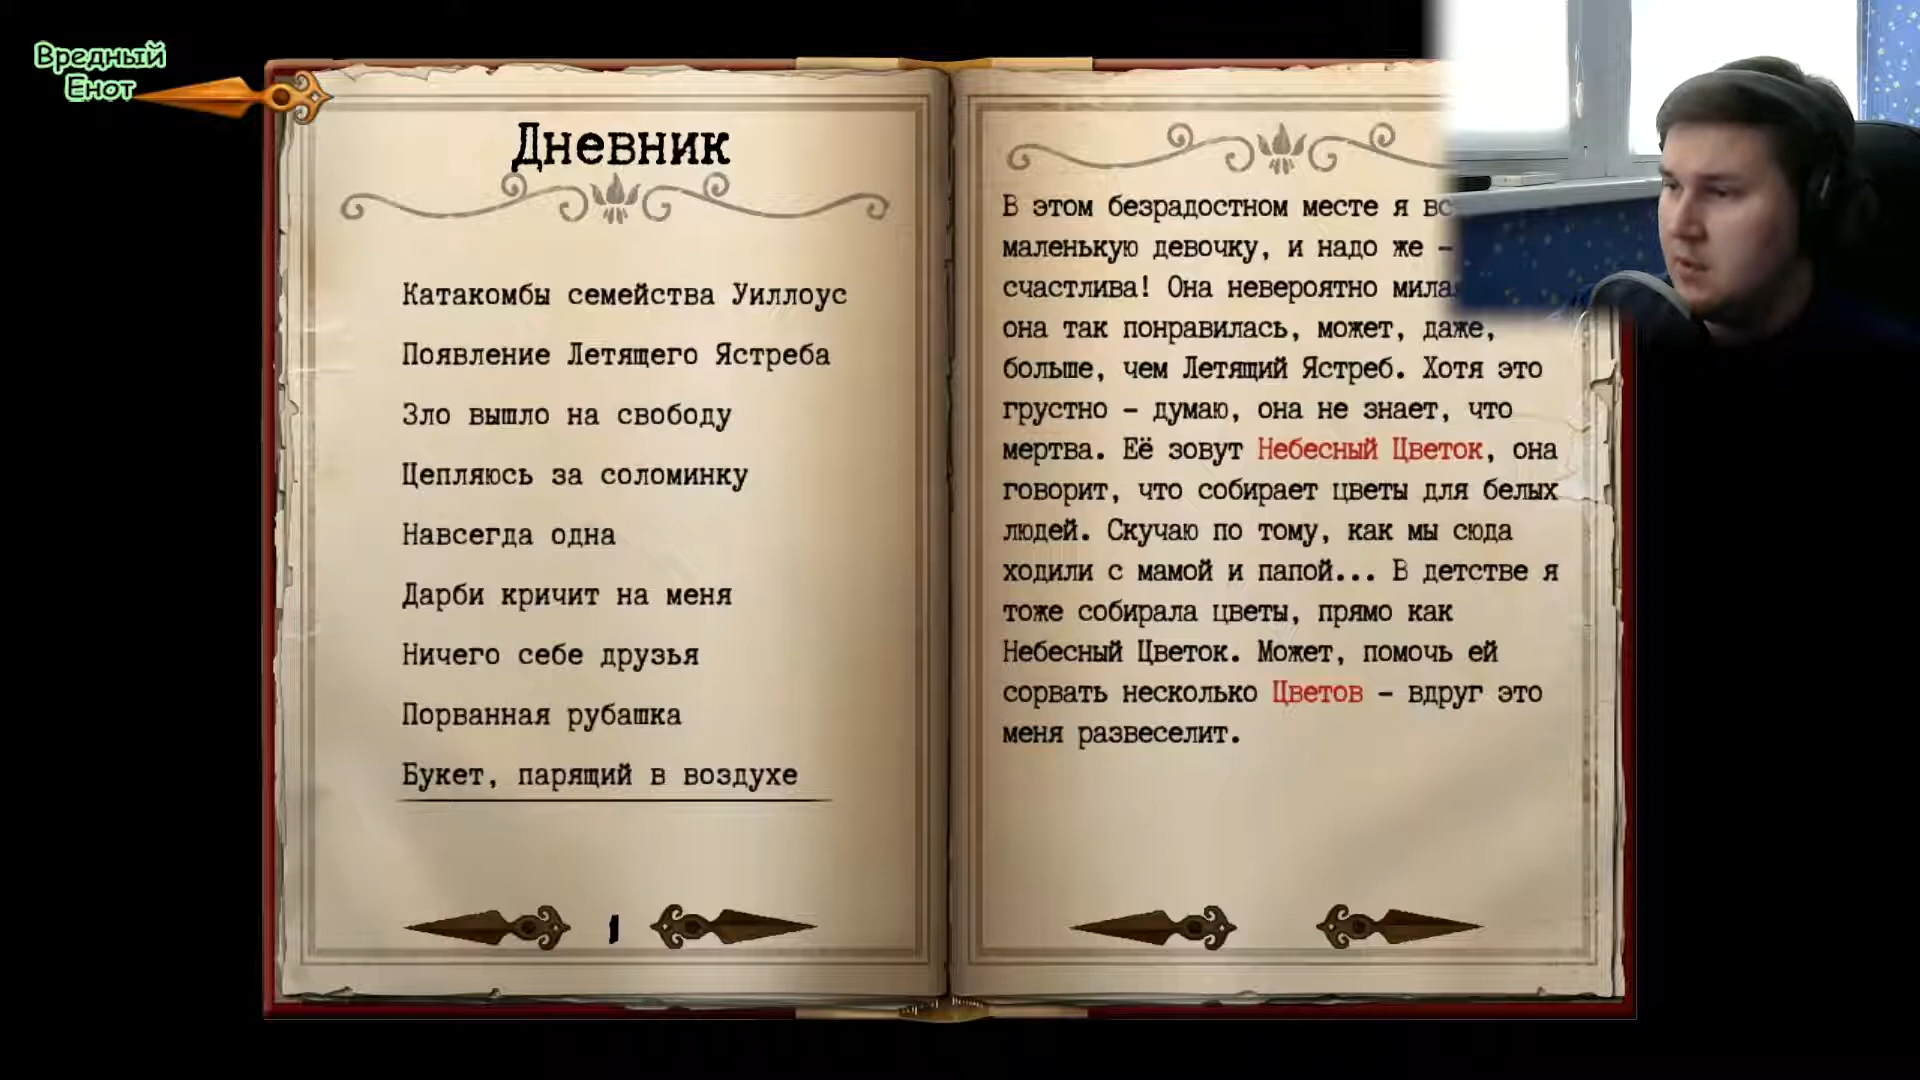 Вредный
Енот
Дневник
Катакомбы семейства Уиллоус
Появление Летящего Ястреба
Зло вышло на свободу
Цепляюсь за соломинку
Навсегда одна
Дарби кричит на меня
Ничего себе друзья
Порванная рубашка
Букет, парящий в воздухе
1
В этом безрадостном месте я
маленькую девочку, и надо же –
счастлива! Она невероятно
она так понравилась, может, даже,
больше, чем Летящий Ястреб. Хотя это
грустно – думаю, она не знает, что
мертва. Её зовут Небесный Цветок, она
говорит, что собирает цветы для белых
людей. Скучаю по тому, как мы сюда
ходили с мамой и папой... В детстве я
тоже собирала цветы, прямо как
Небесный Цветок. Может, помочь ей
сорвать несколько Цветов – вдруг это
меня развеселит.